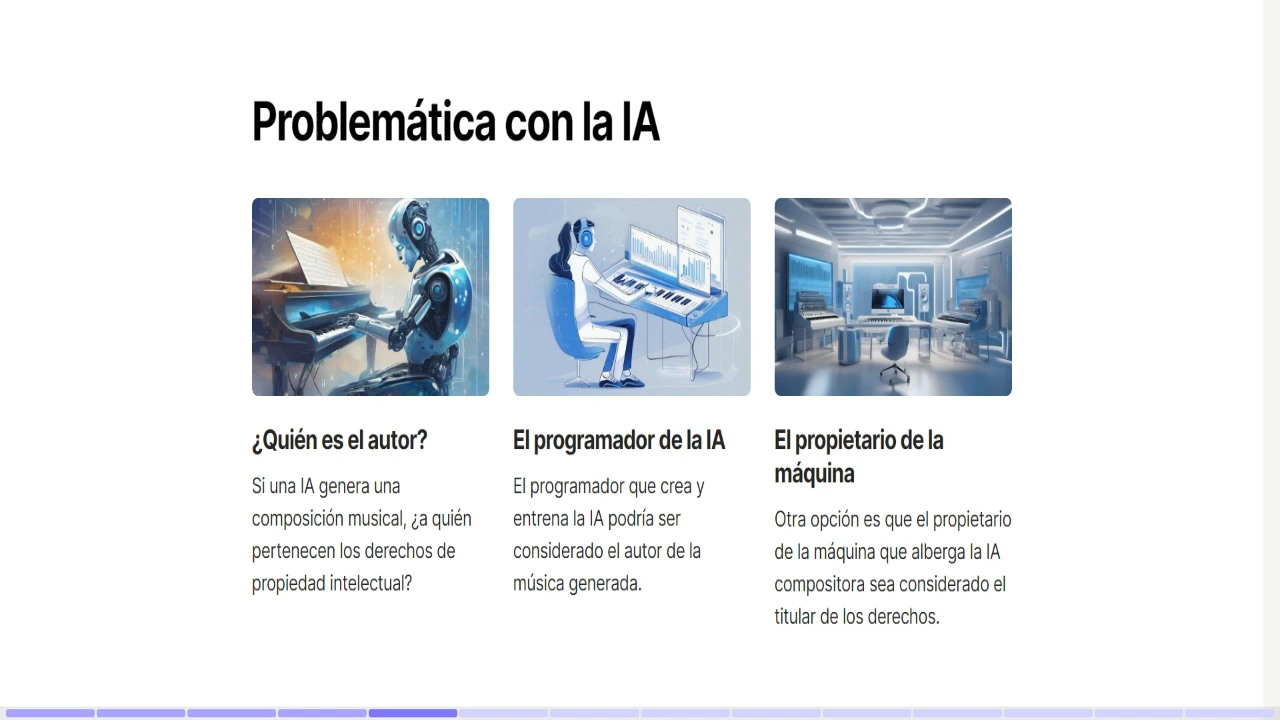 Problemática con la IA
¿Quién es el autor?
Si una IA genera una
composición musical, ¿a quién
pertenecen los derechos de
propiedad intelectual?
El programador de la IA
El programador que crea y
entrena la IA podría ser
considerado el autor de la
música generada.
El propietario de la
máquina
Otra opción es que el propietario
de la máquina que alberga la IA
compositora sea considerado el
titular de los derechos.